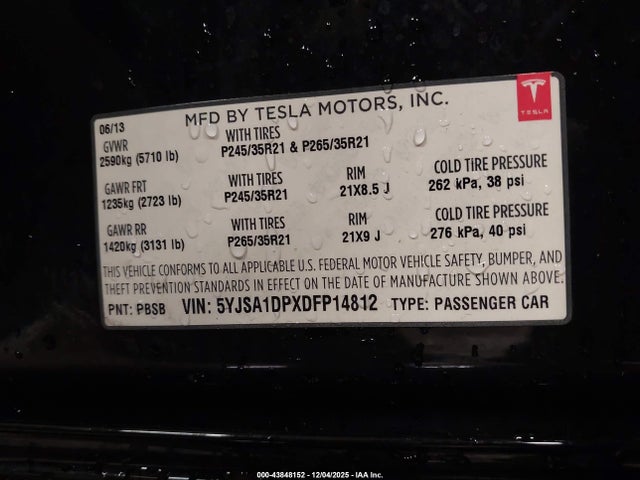 MFD BY TESLA MOTORS, INC.
TESLA
06/13
GVWR
2590kg (5710 lb)
WITH TIRES
P245/35R21 & P265/35R21
GAWR FRT
1235kg (2723 lb)
WITH TIRES
P245/35R21
RIM
21X8.5 J
COLD TIRE PRESSURE
262 kPa, 38 psi
GAWR RR
1420kg (3131 lb)
WITH TIRES
P265/35R21
RIM
21X9 J
COLD TIRE PRESSURE
276 kPa, 40 psi
THIS VEHICLE CONFORMS TO ALL APPLICABLE U.S. FEDERAL MOTOR VEHICLE SAFETY, BUMPER, AND
THEFT PREVENTION STANDARDS IN EFFECT ON THE DATE OF MANUFACTURE SHOWN ABOVE.
PNT: PBSB VIN: 5YJSA1DPXDFP14812 TYPE: PASSENGER CAR
000-43848152 - 12/04/2025 - IAA Inc.